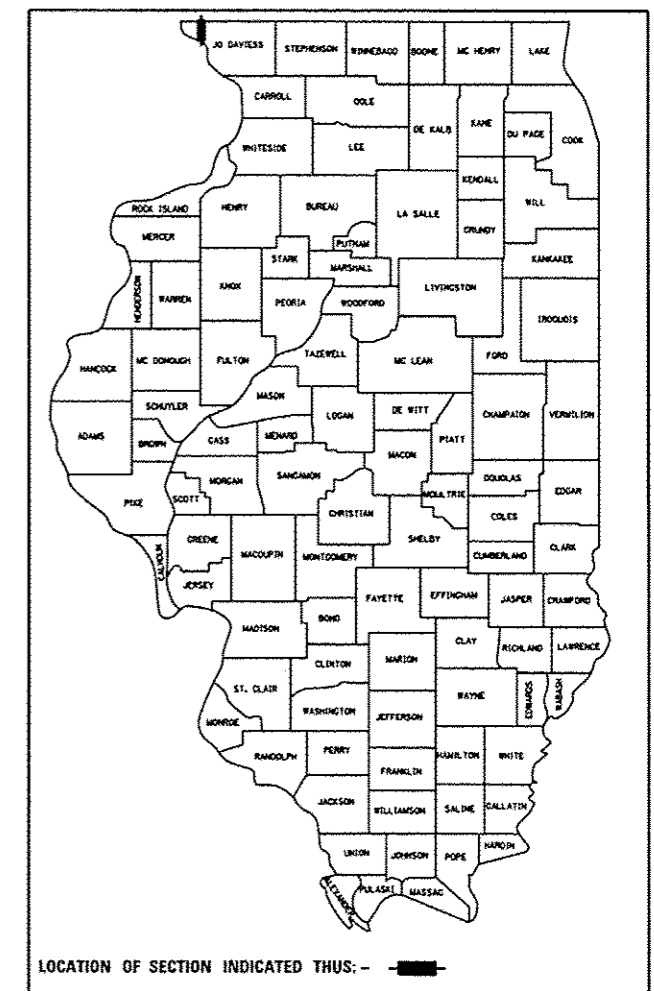 JO DAVIESS
STEPHENSON
WINNEBAGO
BOONE
MC HENRY
LAKE
CARROLL
OGLE
DE KALB
KANE
DU PAGE
COOK
WHITESIDE
LEE
KENDALL
WILL
ROCK ISLAND
HENRY
BUREAU
LA SALLE
GRUNDY
MERCER
PUTNAM
KANKAKEE
STARK
MARSHALL
HENDERSON
WARREN
KNOX
PEORIA
WOODFORD
LIVINGSTON
IROQUOIS
HANCOCK
MC DONOUGH
FULTON
TAZEWELL
MC LEAN
FORD
SCHUYLER
MASON
LOGAN
DE WITT
CHAMPAIGN
VERMILION
ADAMS
BROWN
CASS
MENARD
MACON
PIATT
MORGAN
SANGAMON
DOUGLAS
EDGAR
PIKE
SCOTT
CHRISTIAN
MOULTRIE
COLES
CALHOUN
GREENE
MACOUPIN
MONTGOMERY
SHELBY
CUMBERLAND
CLARK
JERSEY
FAYETTE
EFFINGHAM
JASPER
CRAWFORD
MADISON
BOND
CLAY
RICHLAND
LAWRENCE
CLINTON
MARION
ST. CLAIR
WAYNE
EDWARDS
WABASH
MONROE
WASHINGTON
JEFFERSON
RANDOLPH
PERRY
HAMILTON
WHITE
FRANKLIN
JACKSON
WILLIAMSON
SALINE
GALLATIN
UNION
JOHNSON
POPE
HARDIN
ALEXANDER
PULASKI
MASSAC
LOCATION OF SECTION INDICATED THUS: -